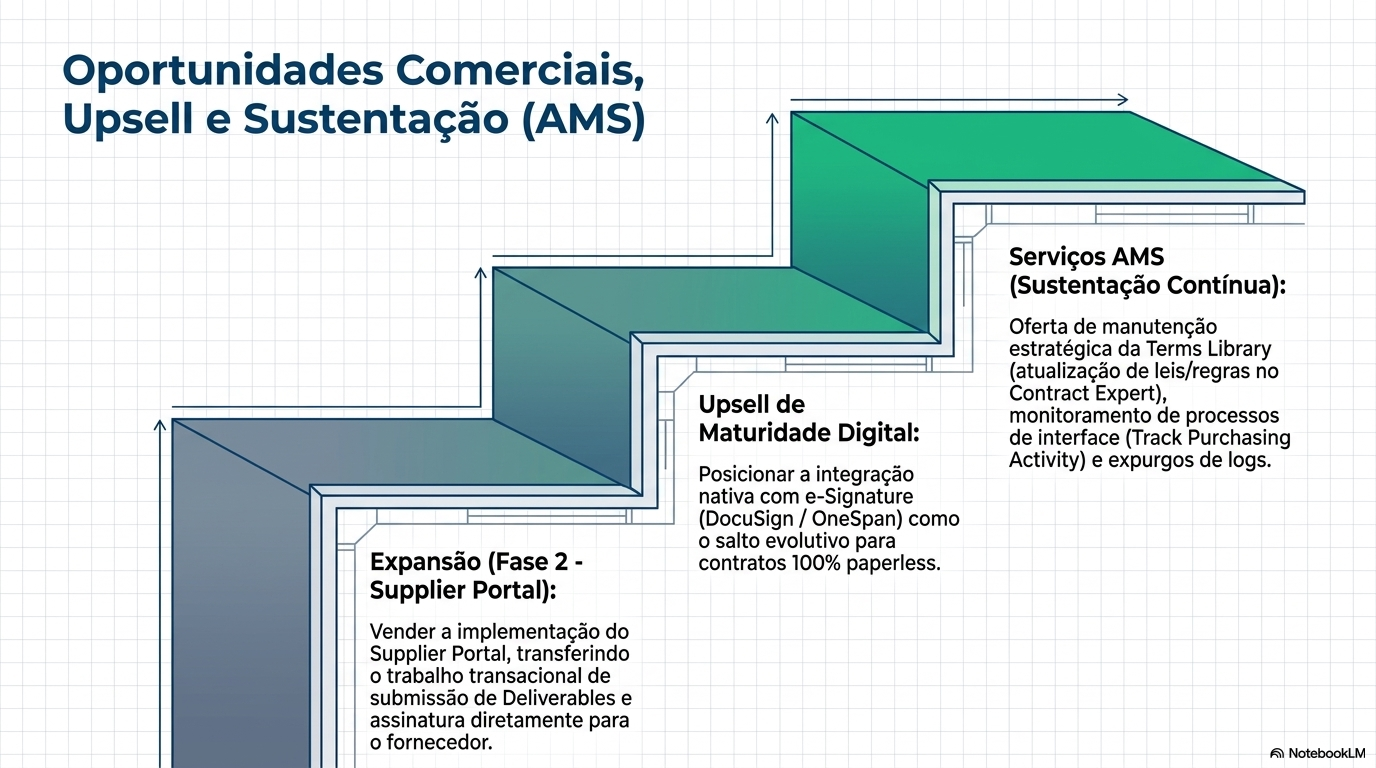 Oportunidades Comerciais,
Upsell e Sustentação (AMS)
Expansão (Fase 2 -
Supplier Portal):
Vender a implementação do
Supplier Portal, transferindo
o trabalho transacional de
submissão de Deliverables e
assinatura diretamente para
o fornecedor.
Upsell de
Maturidade Digital:
Posicionar a integração
nativa com e-Signature
(DocuSign / OneSpan) como
o salto evolutivo para
contratos 100% paperless.
Serviços AMS
(Sustentação Contínua):
Oferta de manutenção
estratégica da Terms Library
(atualização de leis/regras no
Contract Expert),
monitoramento de processos
de interface (Track Purchasing
Activity) e expurgos de logs.
NotebookLM